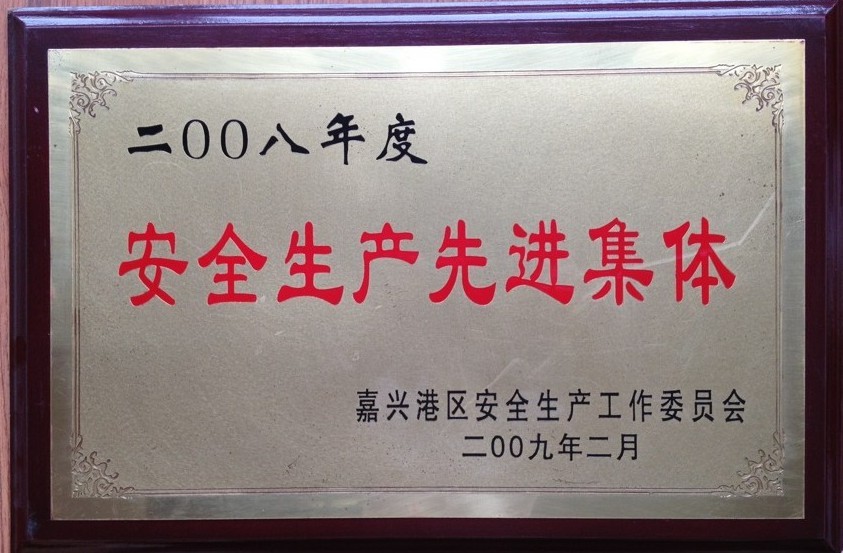 二00八年度
安全生产先进集体
嘉兴港区安全生产工作委员会
二00九年二月